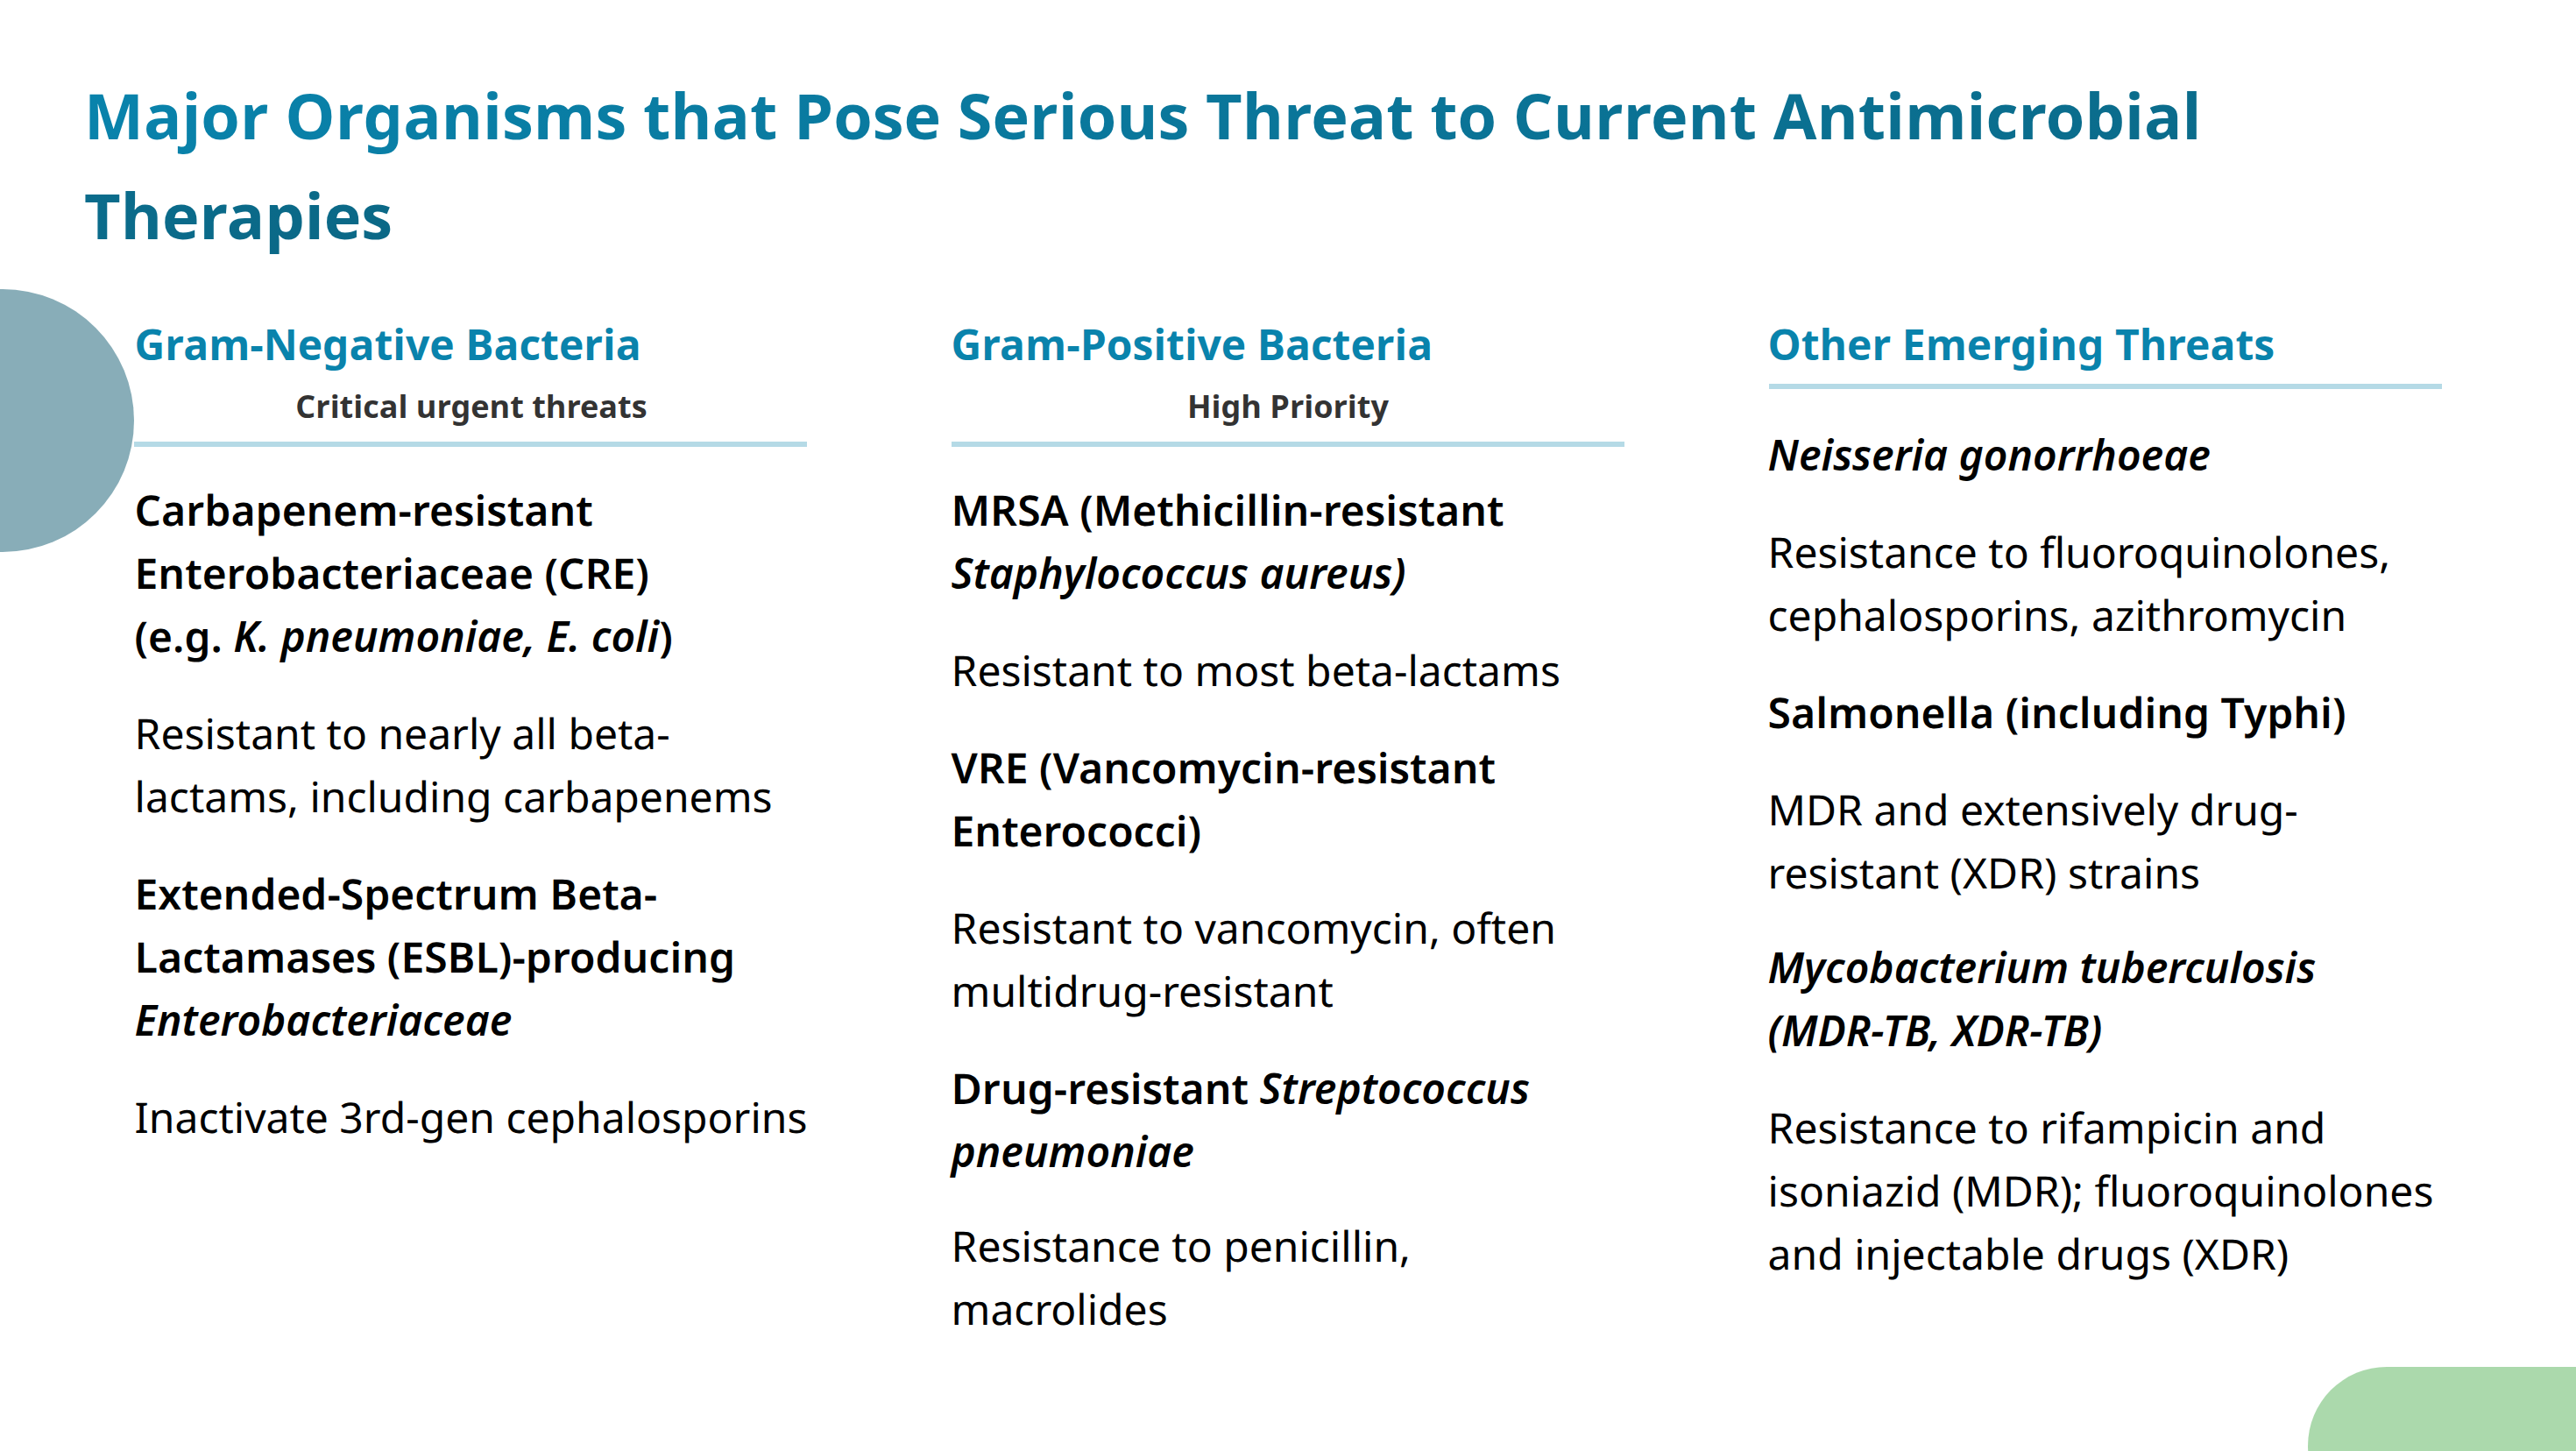 Major Organisms that Pose Serious Threat to Current Antimicrobial
Therapies
Gram-Negative Bacteria
Critical urgent threats
Carbapenem-resistant
Enterobacteriaceae (CRE)
(e.g. K. pneumoniae, E. coli)
Resistant to nearly all beta-
lactams, including carbapenems
Extended-Spectrum Beta-
Lactamases (ESBL)-producing
Enterobacteriaceae
Inactivate 3rd-gen cephalosporins
Gram-Positive Bacteria
High Priority
MRSA (Methicillin-resistant
Staphylococcus aureus)
Resistant to most beta-lactams
VRE (Vancomycin-resistant
Enterococci)
Resistant to vancomycin, often
multidrug-resistant
Drug-resistant Streptococcus
pneumoniae
Resistance to penicillin,
macrolides
Other Emerging Threats
Neisseria gonorrhoeae
Resistance to fluoroquinolones,
cephalosporins, azithromycin
Salmonella (including Typhi)
MDR and extensively drug-
resistant (XDR) strains
Mycobacterium tuberculosis
(MDR-TB, XDR-TB)
Resistance to rifampicin and
isoniazid (MDR); fluoroquinolones
and injectable drugs (XDR)